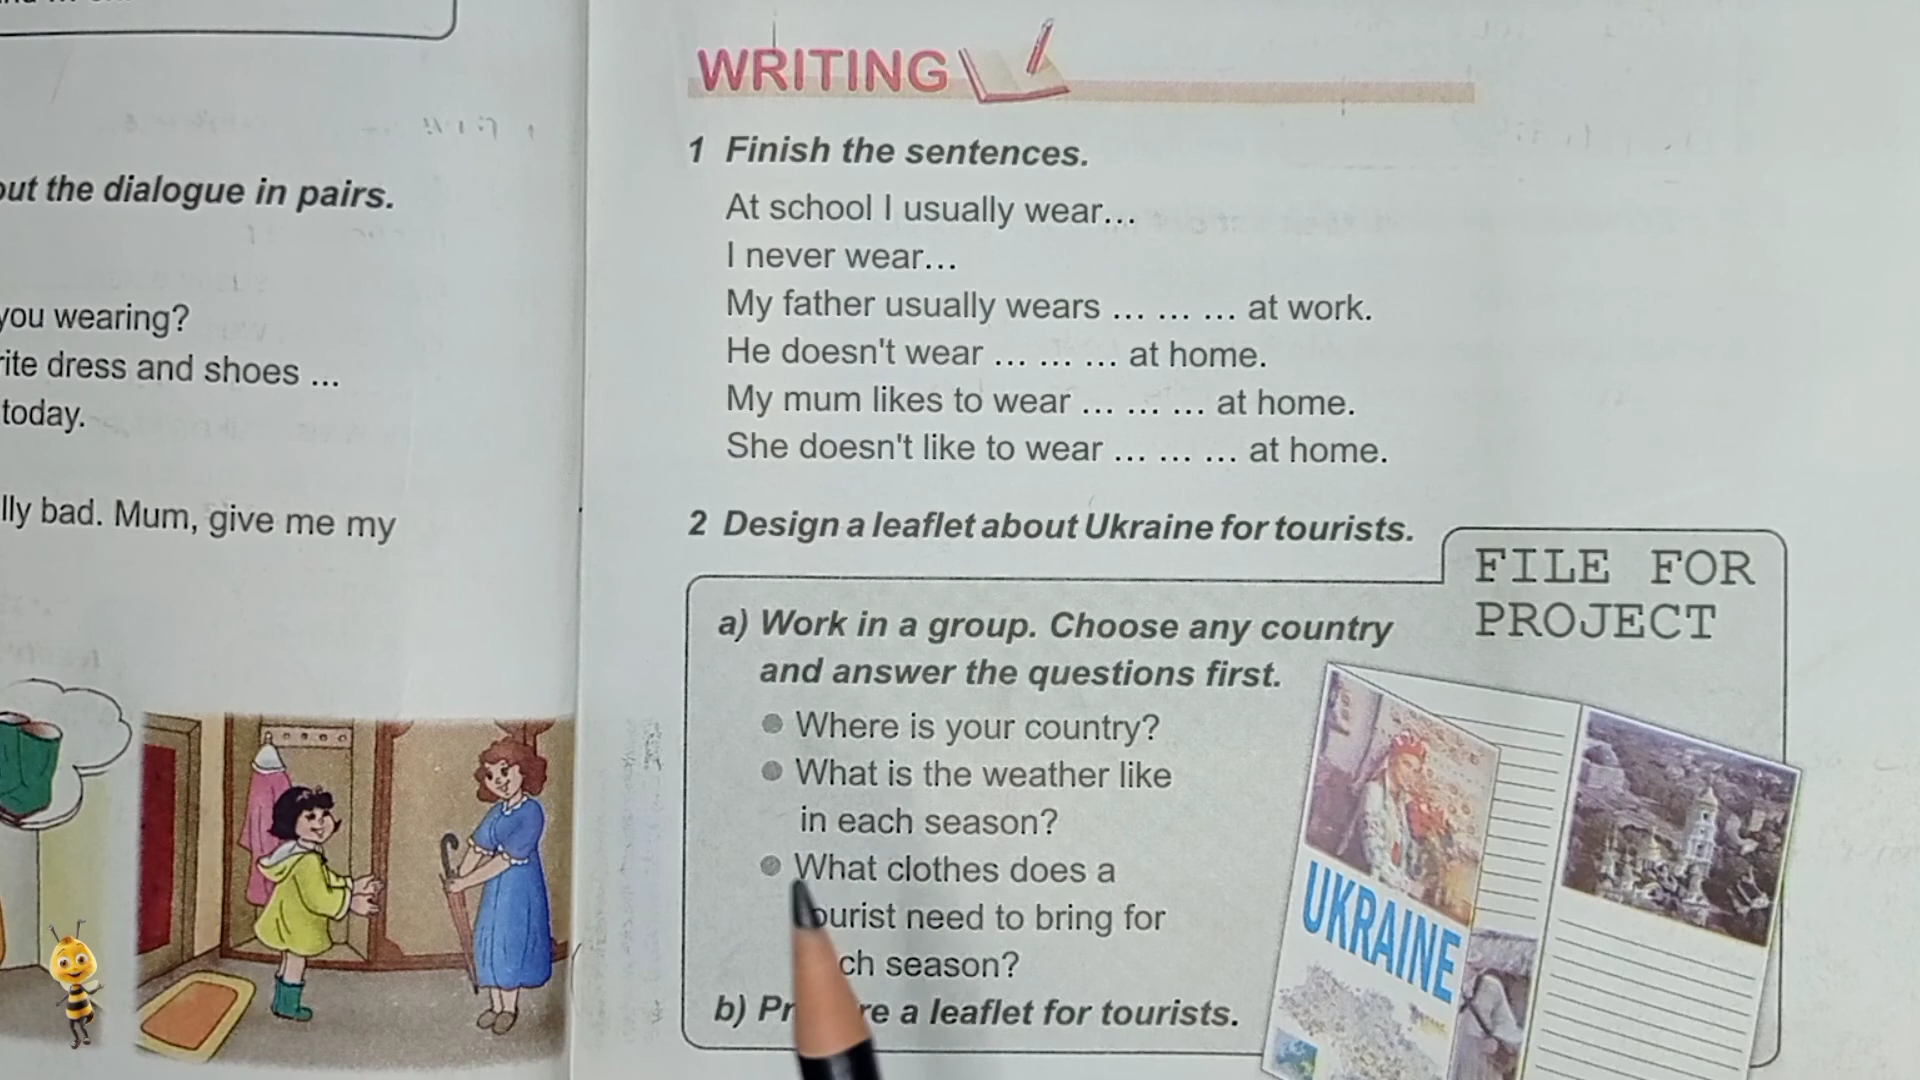 out the dialogue in pairs.
you wearing?
rite dress and shoes ...
today.
lly bad. Mum, give me my
WRITING
1 Finish the sentences.
At school I usually wear...
I never wear...
My father usually wears ... ... ... at work.
He doesn't wear ... ... ... at home.
My mum likes to wear ... ... ... at home.
She doesn't like to wear ... ... ... at home.
2 Design a leaflet about Ukraine for tourists.
FILE FOR
PROJECT
a) Work in a group. Choose any country
and answer the questions first.
Where is your country?
What is the weather like
in each season?
What clothes does a
ourist need to bring for
ch season?
b) Pr re a leaflet for tourists.
UKRAINE